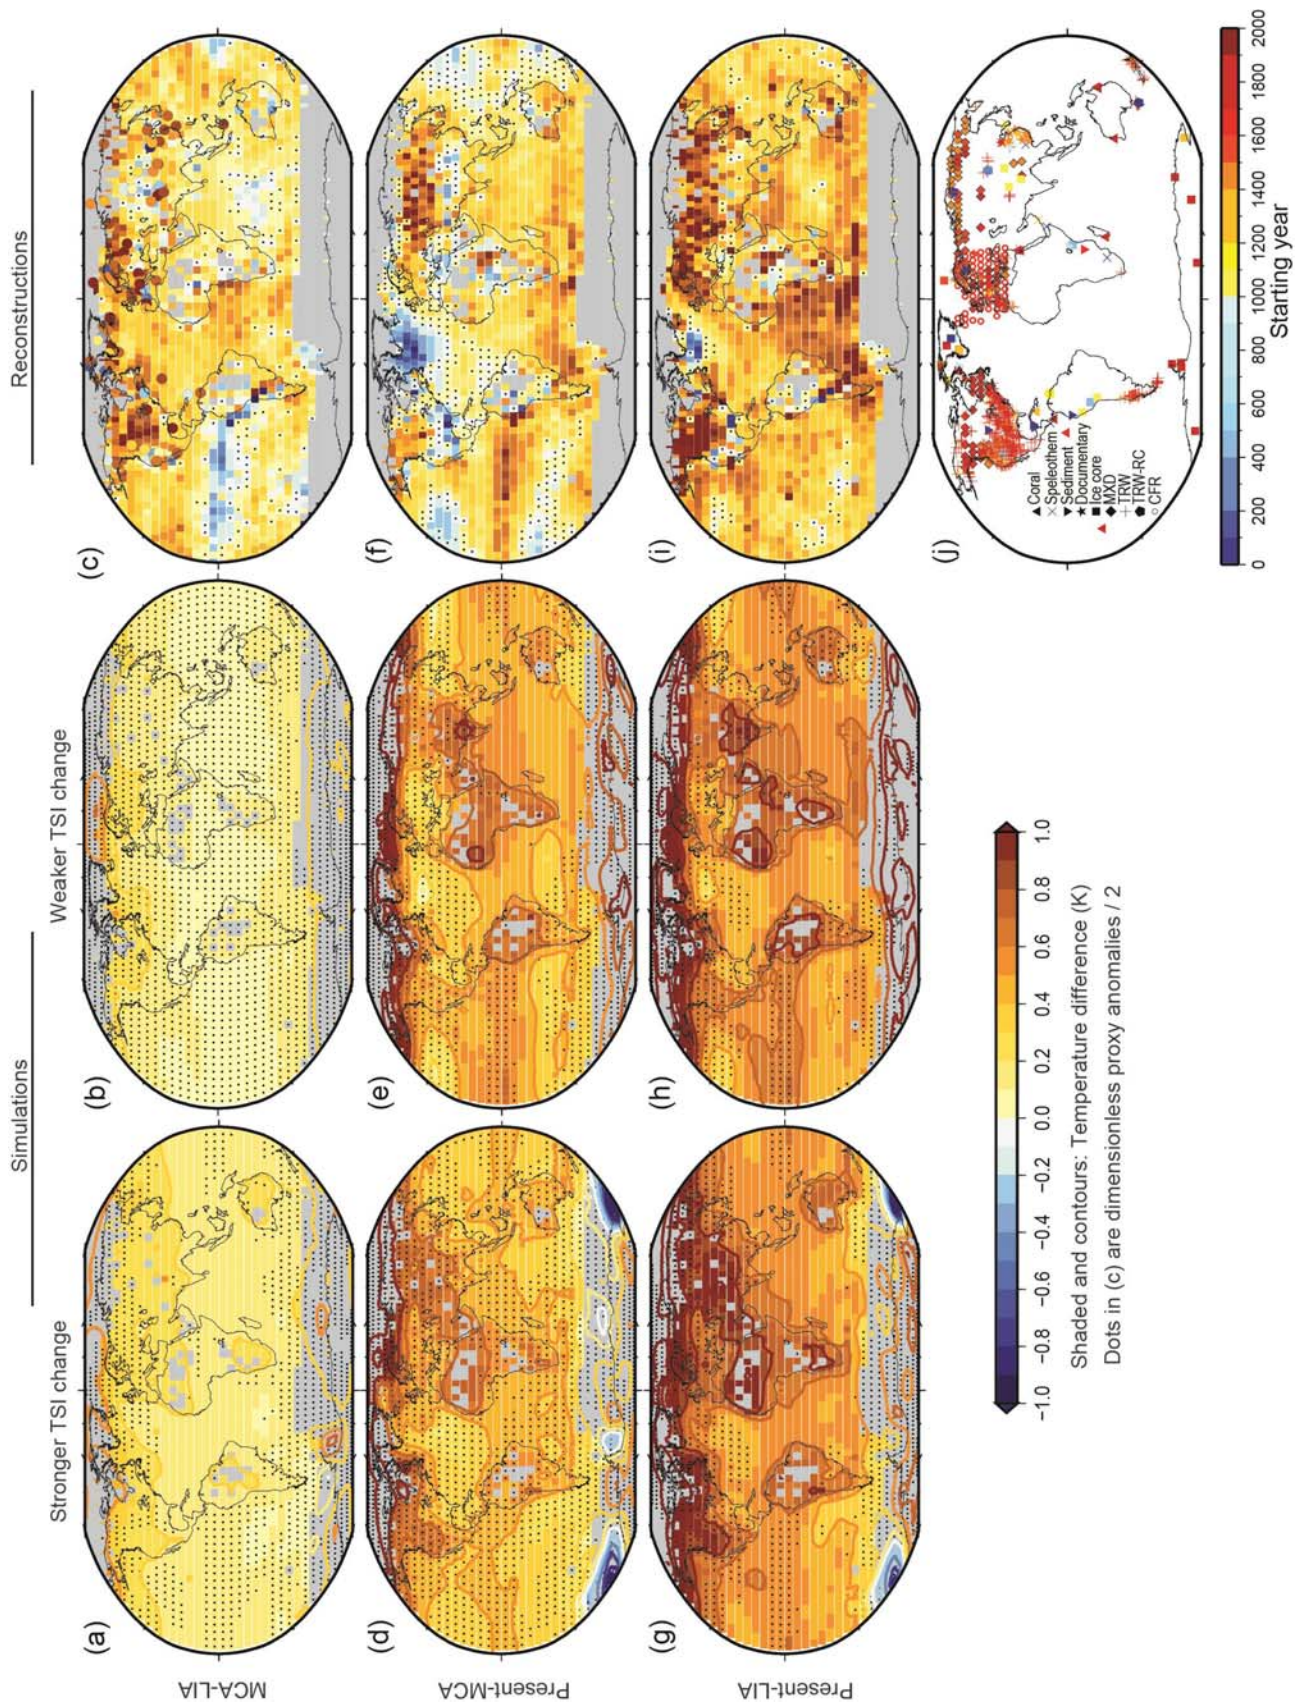 Simulations
Reconstructions
Stronger TSI change
Weaker TSI change
MCA-LIA
(a)
(b)
(c)
Present-MCA
(d)
(e)
(f)
Present-LIA
(g)
(h)
(i)
(j)
Coral
Speleothem
Sediment
Documentary
Ice core
MXD
TRW
TRW-RC
CFR
−1.0 −0.8 −0.6 −0.4 −0.2 0.0 0.2 0.4 0.6 0.8 1.0
Shaded and contours: Temperature difference (K)
Dots in (c) are dimensionless proxy anomalies / 2
0 200 400 600 800 1000 1200 1400 1600 1800 2000
Starting year